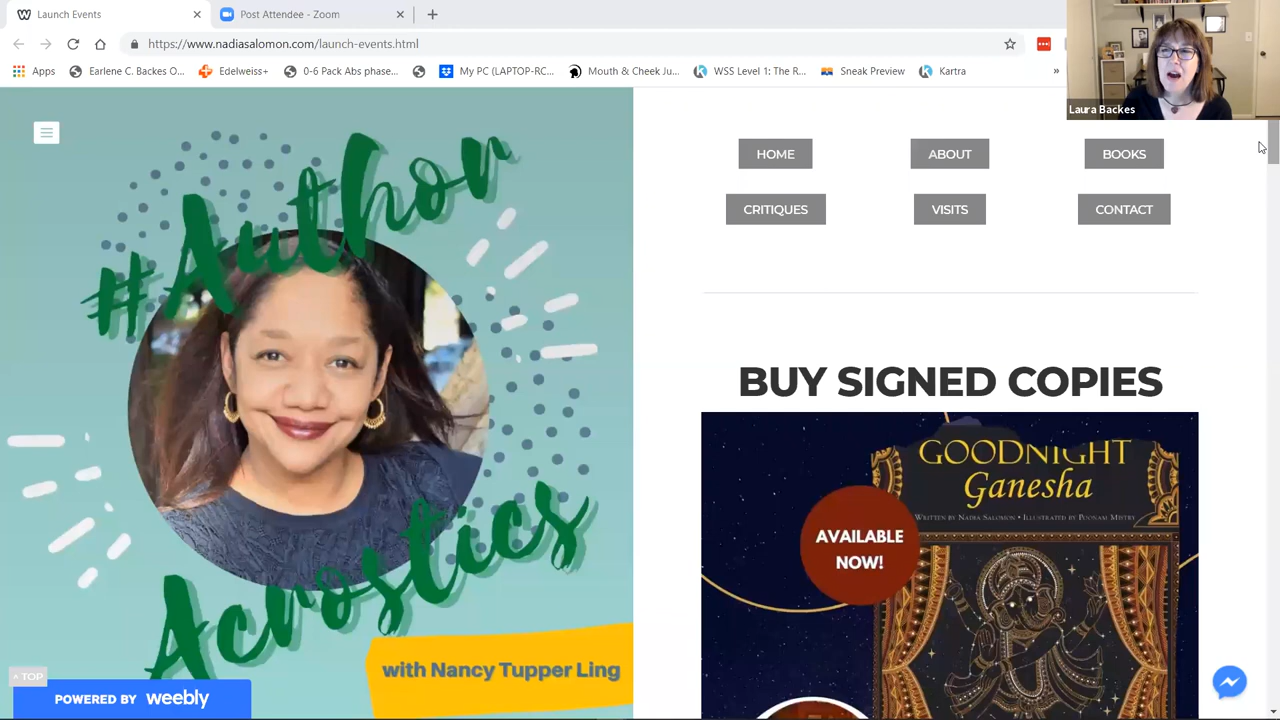 Launch Events
Post Attendee - Zoom
https://www.nadiasalomon.com/launch-events.html
Apps
Earlene C. Backes O...
Edelweiss+
0-6 Pack Abs phase...
My PC (LAPTOP-RC...
Mouth & Cheek Ju...
WSS Level 1: The R...
Sneak Preview
Kartra
»
Laura Backes
#Author
Acrostics
with Nancy Tupper Ling
^ TOP
POWERED BY weebly
HOME
ABOUT
BOOKS
CRITIQUES
VISITS
CONTACT
BUY SIGNED COPIES
GOODNIGHT
Ganesha
WRITTEN BY NADIA SALOMON • ILLUSTRATED BY POONAM MISTRY
AVAILABLE
NOW!